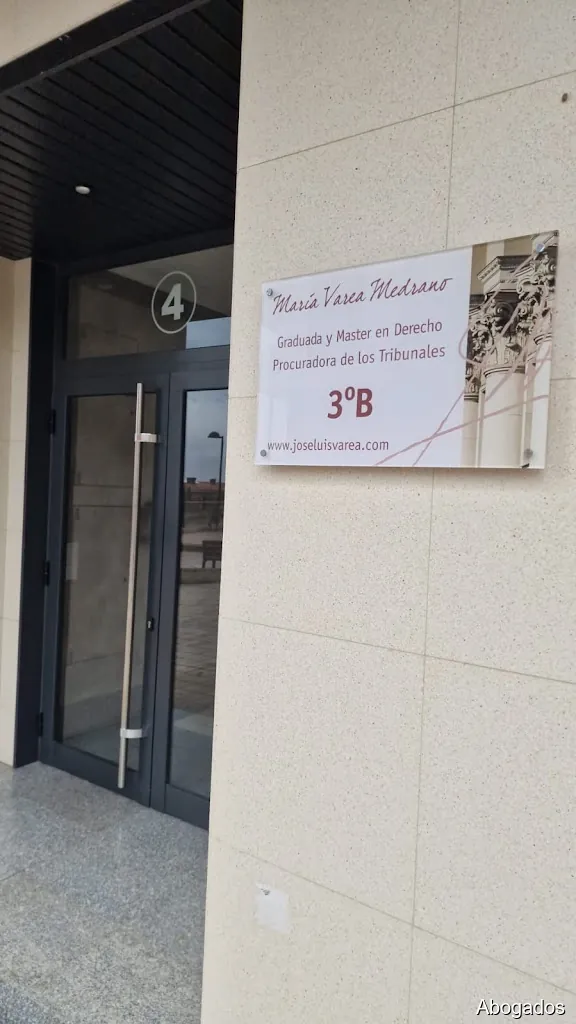 4
María Varea Medrano
Graduada y Master en Derecho
Procuradora de los Tribunales
3ºB
www.joseluisvarea.com
Abogados